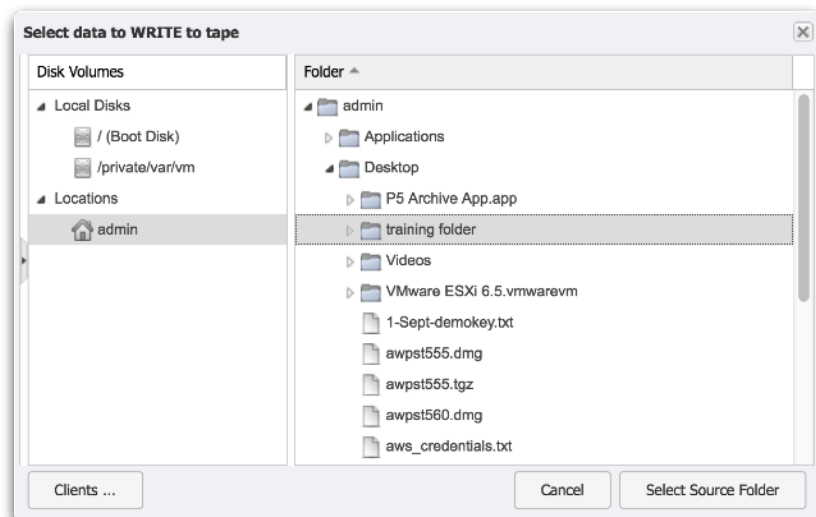 Select data to WRITE to tape
Disk Volumes
Local Disks
/ (Boot Disk)
/private/var/vm
Locations
admin
Folder
admin
Applications
Desktop
P5 Archive App.app
training folder
Videos
VMware ESXi 6.5.vmwarevm
1-Sept-demokey.txt
awpst555.dmg
awpst555.tgz
awpst560.dmg
aws_credentials.txt
Clients ...
Cancel
Select Source Folder